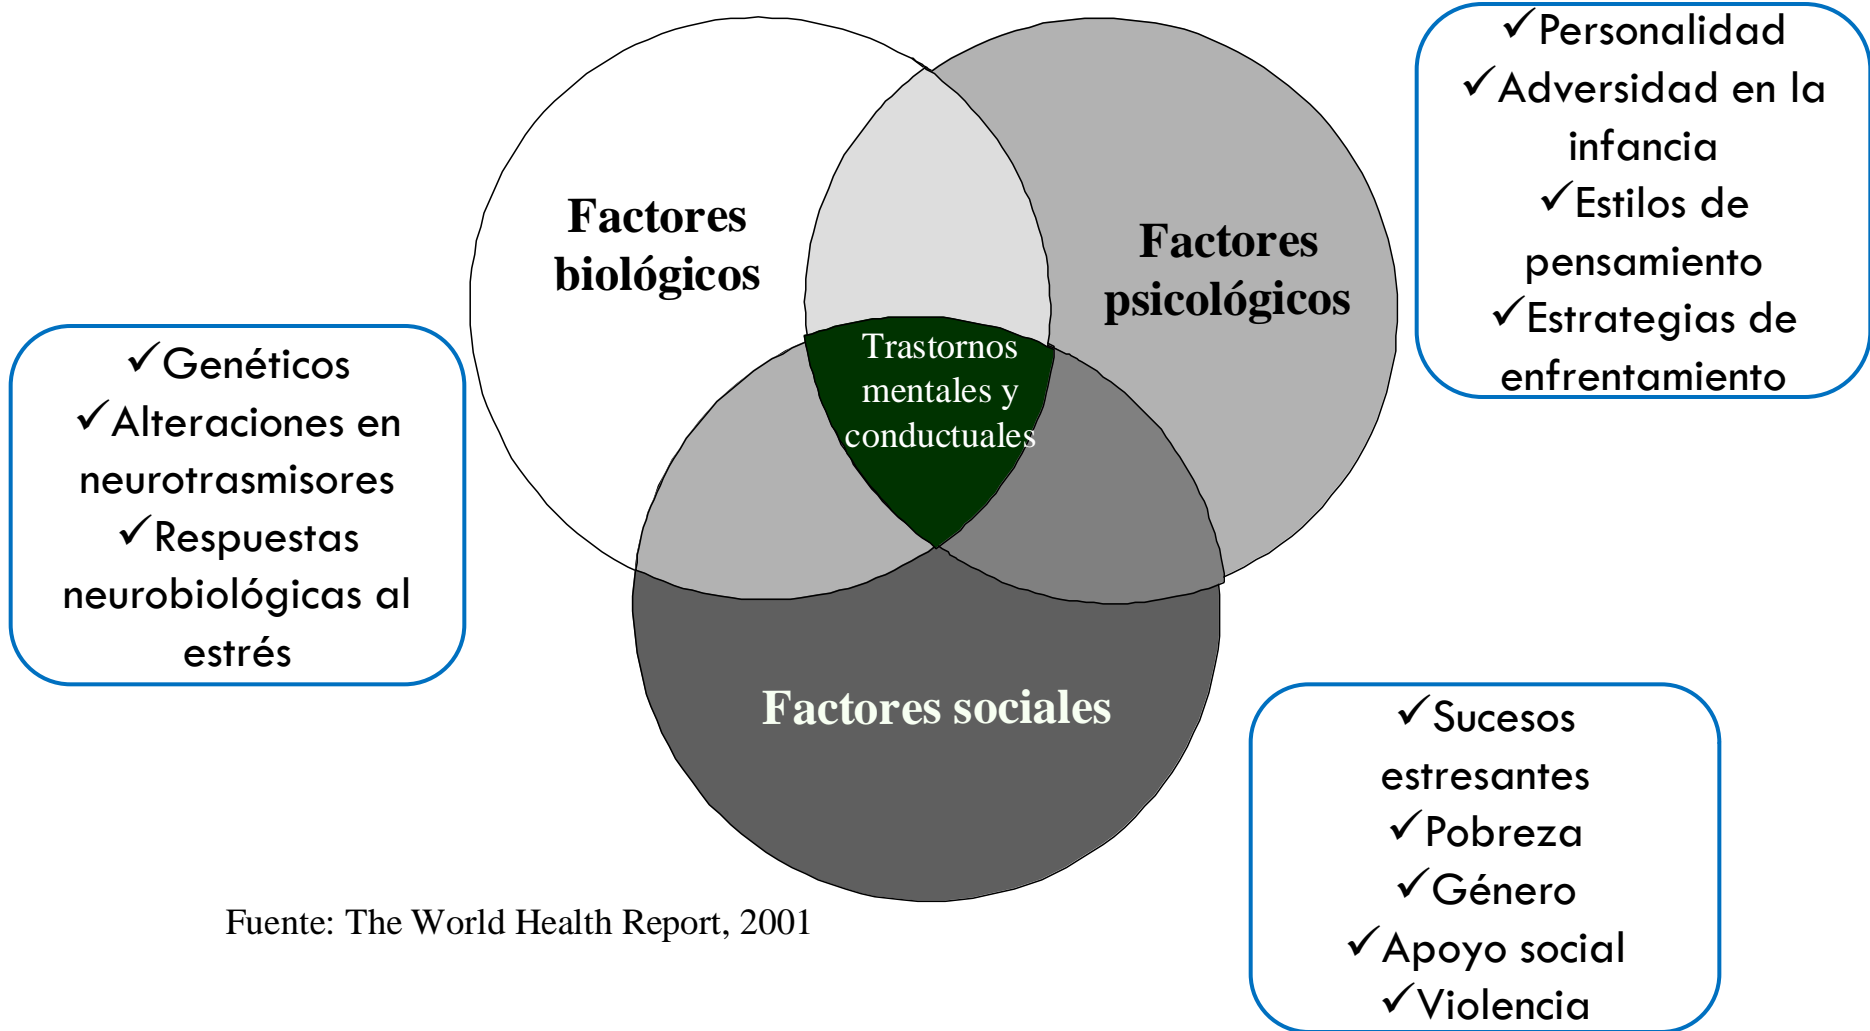 Factores
biológicos
Factores
psicológicos
Trastornos
mentales y
conductuales
Factores sociales
✓Genéticos
✓Alteraciones en
neurotrasmisores
✓Respuestas
neurobiológicas al
estrés
✓Personalidad
✓Adversidad en la
infancia
✓Estilos de
pensamiento
✓Estrategias de
enfrentamiento
✓Sucesos
estresantes
✓Pobreza
✓Género
✓Apoyo social
✓Violencia
Fuente: The World Health Report, 2001